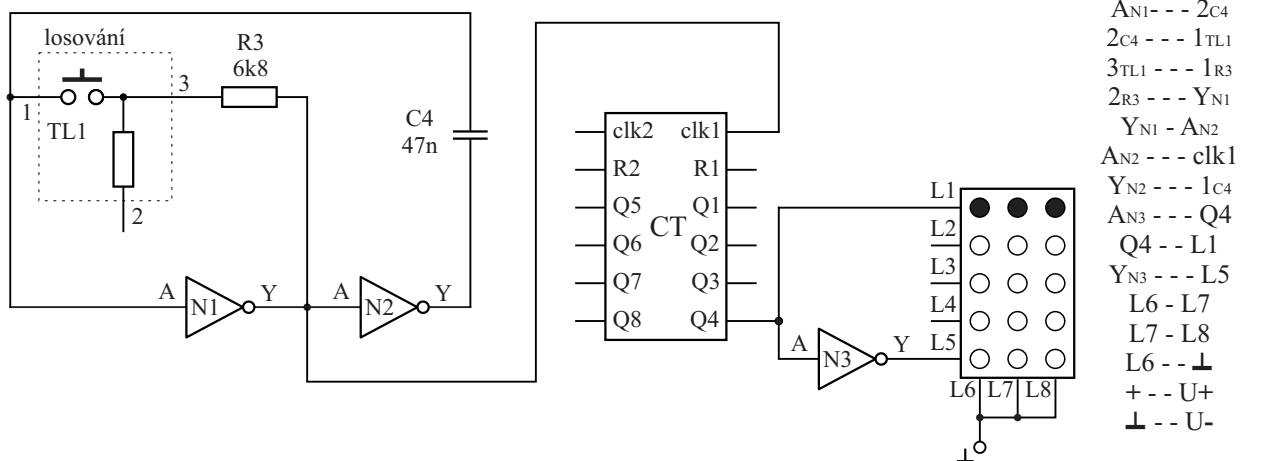 losování
1
TL1
3
2
R3
6k8
C4
47n
A N1 Y
A N2 Y
clk2 clk1
R2 R1
Q5 Q1
CT
Q6 Q2
Q7 Q3
Q8 Q4
A N3 Y
L1
L2
L3
L4
L5
L6 L7 L8
AN1- - - 2C4
2C4 - - - 1TL1
3TL1 - - - 1R3
2R3 - - - YN1
YN1 - AN2
AN2 - - - clk1
YN2 - - - 1C4
AN3 - - - Q4
Q4 - - L1
YN3 - - - L5
L6 - L7
L7 - L8
L6 - - ⊥
+ - - U+
⊥ - - U-